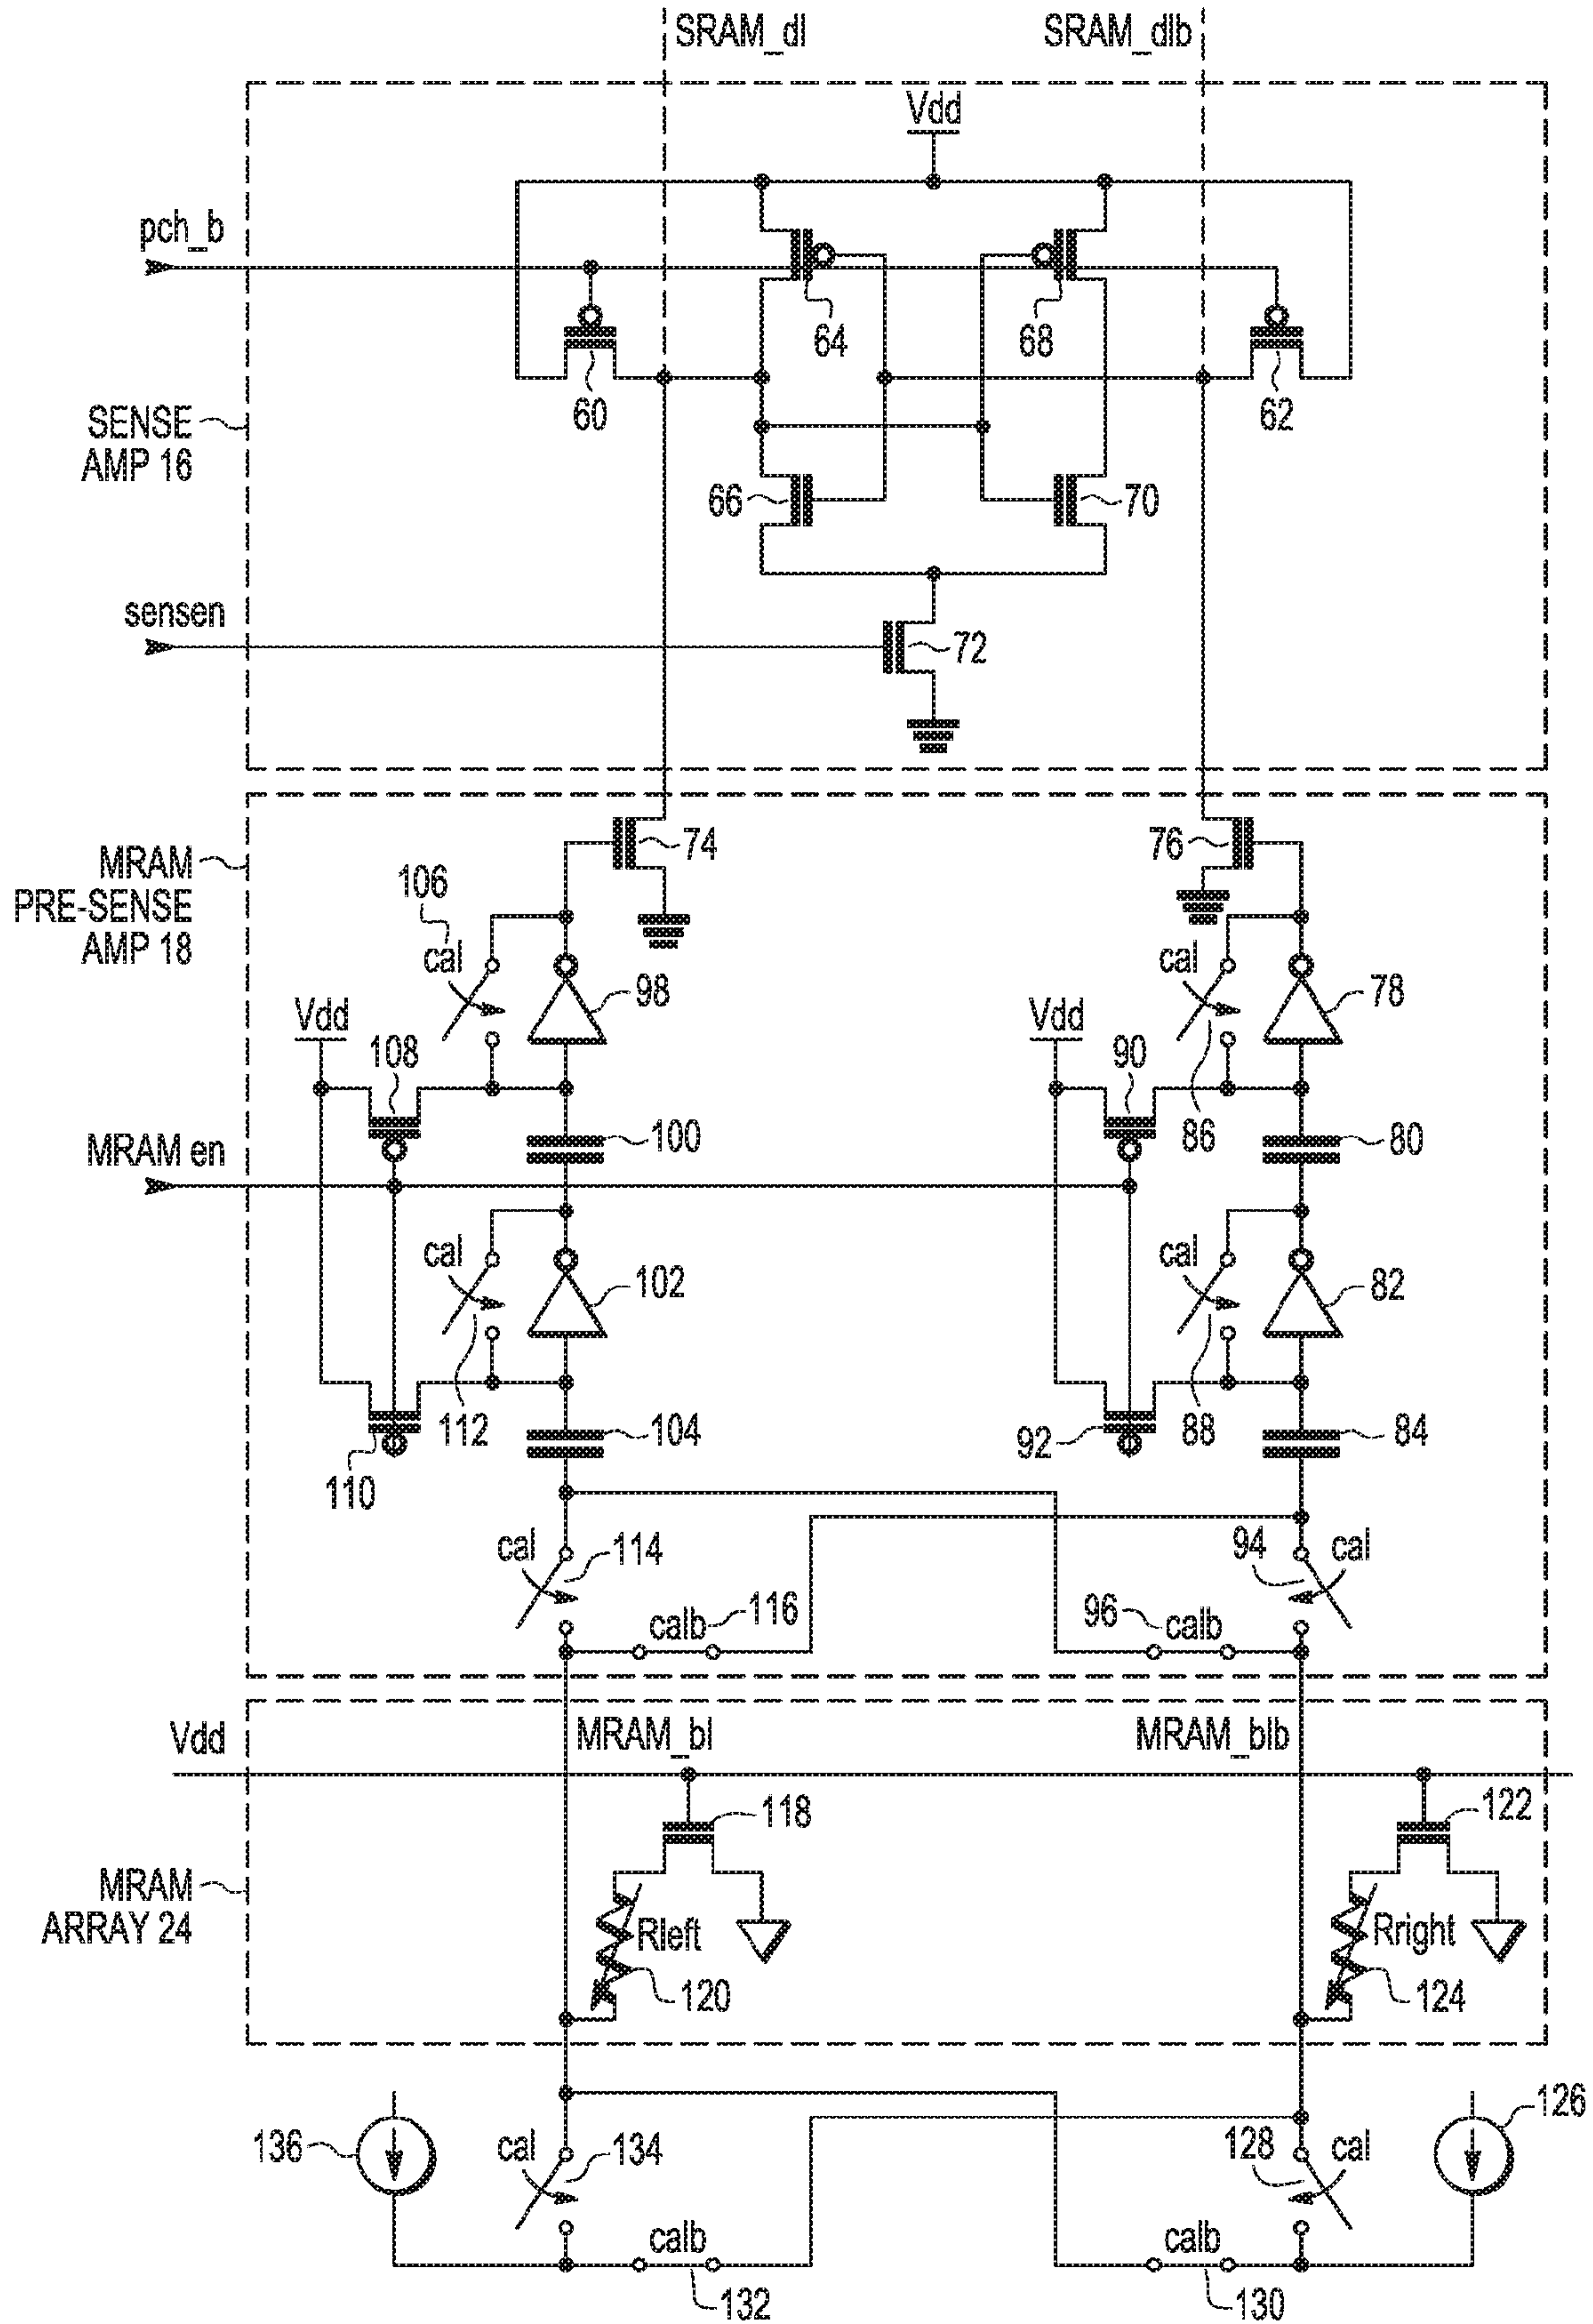 SRAM_dl
SRAM_dlb
Vdd
pch_b
64
68
60
62
SENSE
AMP 16
66
70
sensen
72
MRAM
PRE-SENSE
AMP 18
74
76
106
cal
98
cal
78
Vdd
108
Vdd
90
100
86
80
MRAM en
cal
102
cal
82
112
104
92
88
84
110
cal
114
94
cal
calb
116
96
calb
Vdd
MRAM_bl
MRAM_blb
118
122
MRAM
ARRAY 24
Rleft
Rright
120
124
136
cal
134
128
cal
126
calb
calb
132
130